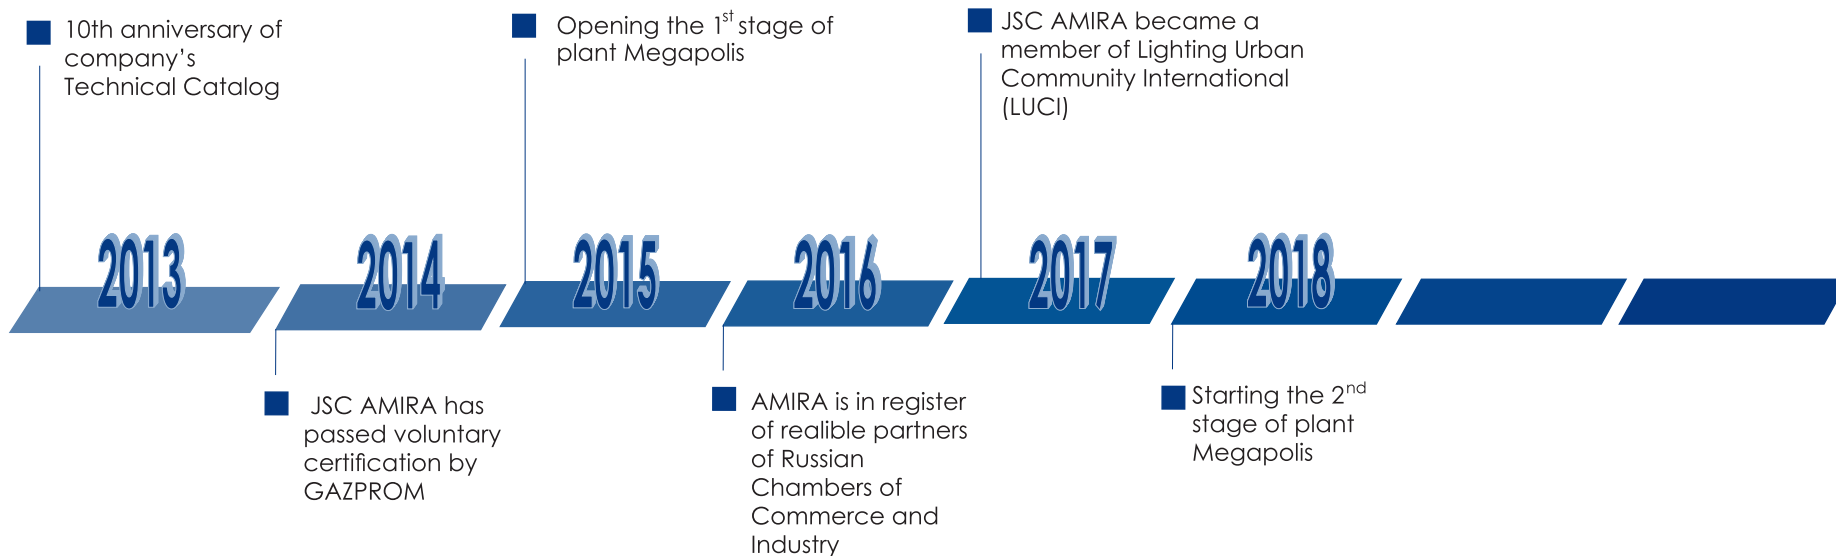 10th anniversary of
company's
Technical Catalog
Opening the 1st stage of
plant Megapolis
JSC AMIRA became a
member of Lighting Urban
Community International
(LUCI)
2013
2014
2015
2016
2017
2018
JSC AMIRA has
passed voluntary
certification by
GAZPROM
AMIRA is in register
of realible partners
of Russian
Chambers of
Commerce and
Industry
Starting the 2nd
stage of plant
Megapolis